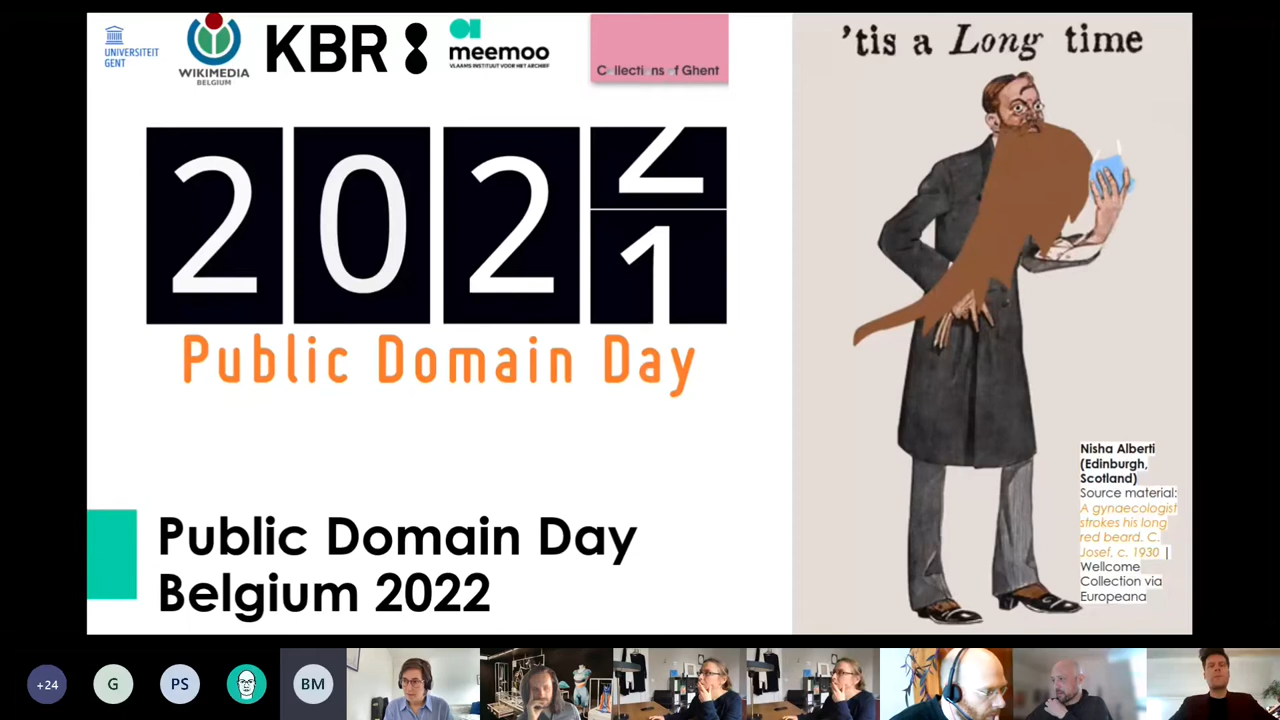 UNIVERSITEIT
GENT
WIKIMEDIA
BELGIUM
KBR
meemoo
VLAAMS INSTITUUT VOOR HET ARCHIEF
Collections of Ghent
2022
1
Public Domain Day
Public Domain Day
Belgium 2022
'tis a Long time
Nisha Alberti
(Edinburgh,
Scotland)
Source material:
A gynaecologist
strokes his long
red beard. C.
Josef, c. 1930 |
Wellcome
Collection via
Europeana
+24
G
PS
BM